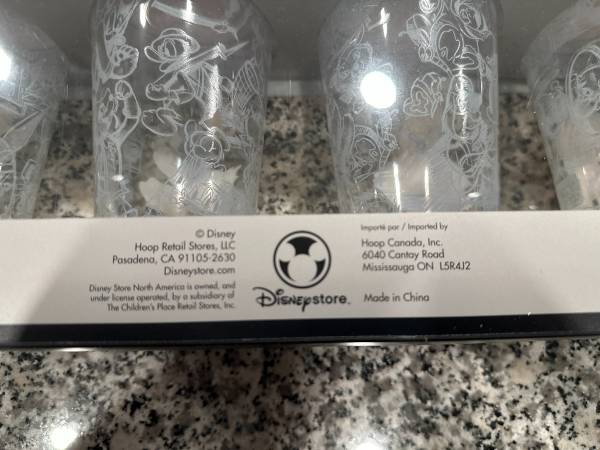 © Disney
Hoop Retail Stores, LLC
Pasadena, CA 91105-2630
Disneystore.com
Disney Store North America is owned, and
under license operated, by a subsidiary of
The Children's Place Retail Stores, Inc.
DISNEY store.
Importé par / Imported by
Hoop Canada, Inc.
6040 Cantay Road
Mississauga ON L5R4J2
Made in China